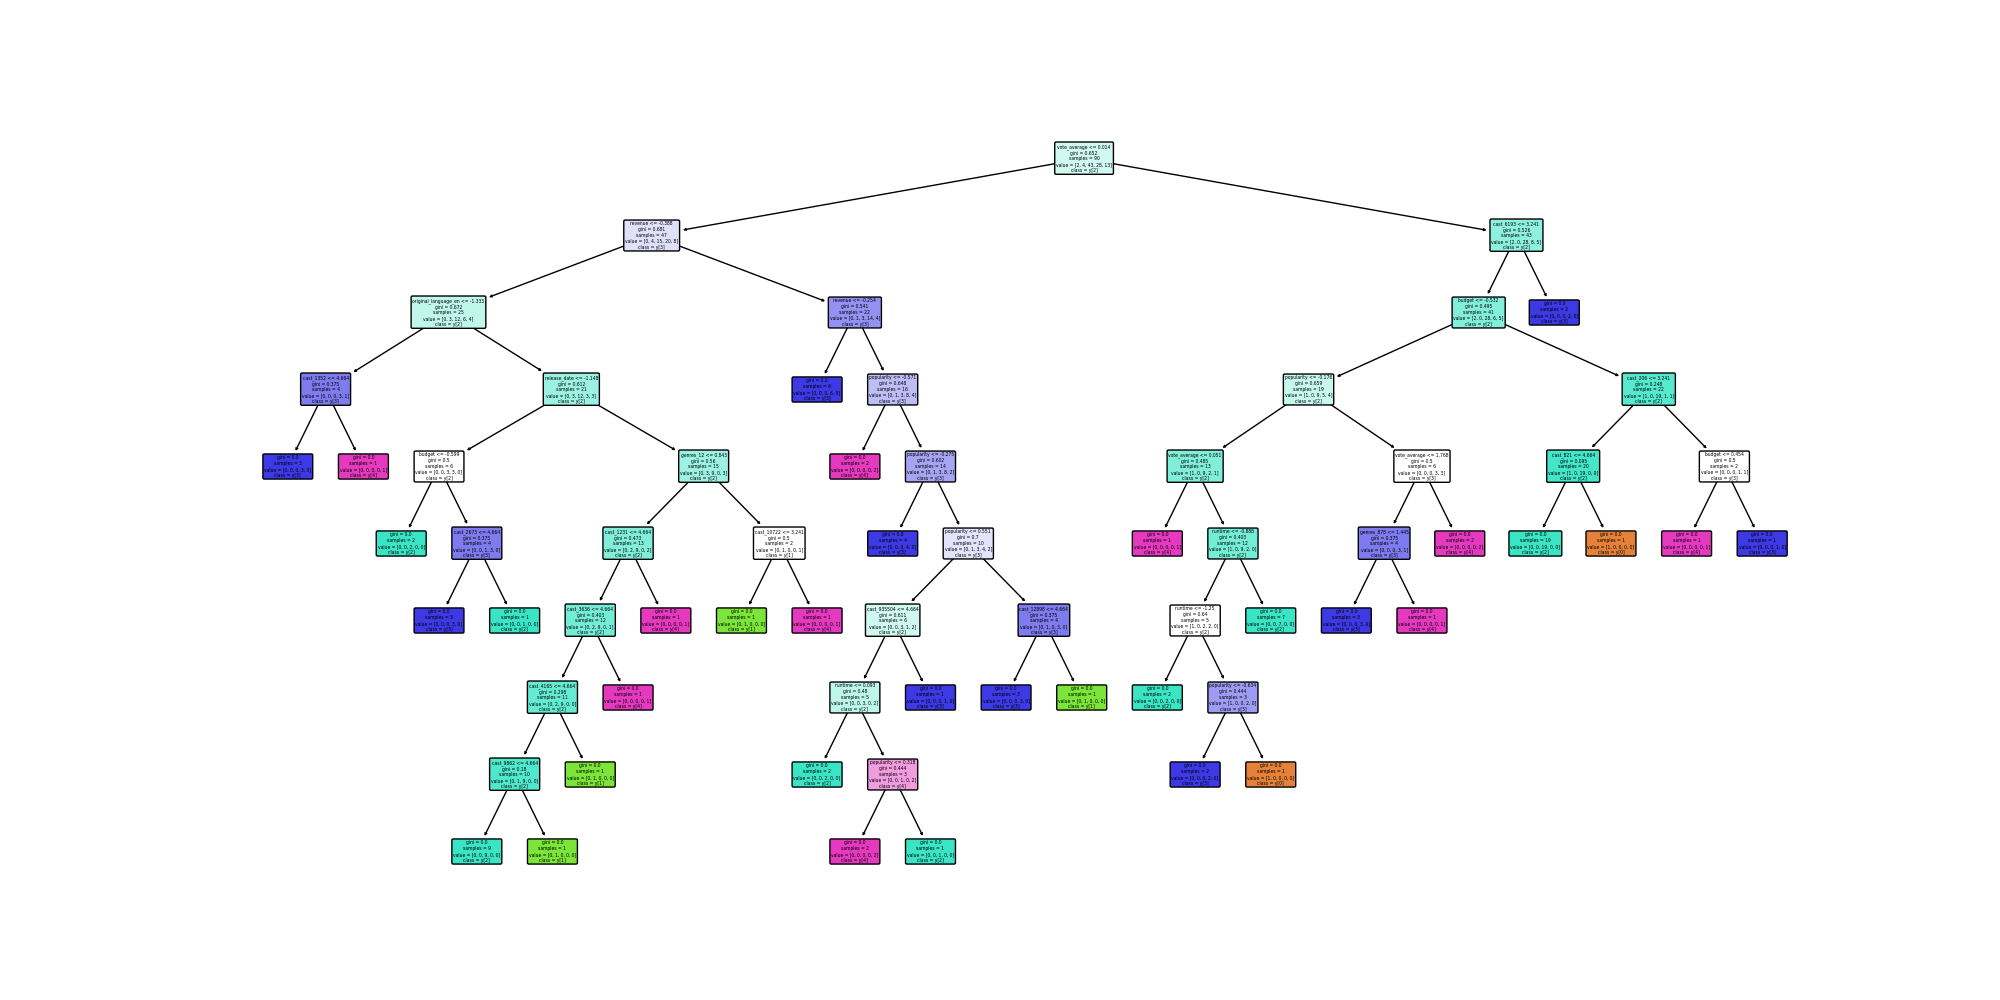 vote_average <= 0.014
gini = 0.652
samples = 90
value = [2, 4, 43, 28, 13]
class = y[2]
revenue <= -0.388
gini = 0.681
samples = 47
value = [0, 4, 15, 20, 8]
class = y[3]
cast_6193 <= 3.241
gini = 0.526
samples = 43
value = [2, 0, 28, 8, 5]
class = y[2]
original_language_en <= -1.333
gini = 0.672
samples = 25
value = [0, 3, 12, 6, 4]
class = y[2]
revenue <= -0.254
gini = 0.541
samples = 22
value = [0, 1, 3, 14, 4]
class = y[3]
budget <= -0.532
gini = 0.495
samples = 41
value = [2, 0, 28, 6, 5]
class = y[2]
gini = 0.0
samples = 2
value = [0, 0, 0, 2, 0]
class = y[3]
cast_1352 <= 4.664
gini = 0.375
samples = 4
value = [0, 0, 0, 3, 1]
class = y[3]
release_date <= -1.148
gini = 0.612
samples = 21
value = [0, 3, 12, 3, 3]
class = y[2]
gini = 0.0
samples = 6
value = [0, 0, 0, 6, 0]
class = y[3]
popularity <= -0.571
gini = 0.648
samples = 16
value = [0, 1, 3, 8, 4]
class = y[3]
popularity <= -0.176
gini = 0.659
samples = 19
value = [1, 0, 9, 5, 4]
class = y[2]
cast_206 <= 3.241
gini = 0.248
samples = 22
value = [1, 0, 19, 1, 1]
class = y[2]
gini = 0.0
samples = 3
value = [0, 0, 0, 3, 0]
class = y[3]
gini = 0.0
samples = 1
value = [0, 0, 0, 0, 1]
class = y[4]
budget <= -0.599
gini = 0.5
samples = 6
value = [0, 0, 3, 3, 0]
class = y[2]
genres_12 <= 0.843
gini = 0.56
samples = 15
value = [0, 3, 9, 0, 3]
class = y[2]
gini = 0.0
samples = 2
value = [0, 0, 0, 0, 2]
class = y[4]
popularity <= -0.275
gini = 0.602
samples = 14
value = [0, 1, 3, 8, 2]
class = y[3]
vote_average <= 0.051
gini = 0.485
samples = 13
value = [1, 0, 9, 2, 1]
class = y[2]
vote_average <= 1.768
gini = 0.5
samples = 6
value = [0, 0, 0, 3, 3]
class = y[3]
cast_821 <= 4.664
gini = 0.095
samples = 20
value = [1, 0, 19, 0, 0]
class = y[2]
budget <= 0.454
gini = 0.5
samples = 2
value = [0, 0, 0, 1, 1]
class = y[3]
gini = 0.0
samples = 2
value = [0, 0, 2, 0, 0]
class = y[2]
cast_2673 <= 4.664
gini = 0.375
samples = 4
value = [0, 0, 1, 3, 0]
class = y[3]
cast_1231 <= 4.664
gini = 0.473
samples = 13
value = [0, 2, 9, 0, 2]
class = y[2]
cast_10722 <= 3.241
gini = 0.5
samples = 2
value = [0, 1, 0, 0, 1]
class = y[1]
gini = 0.0
samples = 4
value = [0, 0, 0, 4, 0]
class = y[3]
popularity <= 0.551
gini = 0.7
samples = 10
value = [0, 1, 3, 4, 2]
class = y[3]
gini = 0.0
samples = 1
value = [0, 0, 0, 0, 1]
class = y[4]
runtime <= -0.888
gini = 0.403
samples = 12
value = [1, 0, 9, 2, 0]
class = y[2]
genres_878 <= 1.445
gini = 0.375
samples = 4
value = [0, 0, 0, 3, 1]
class = y[3]
gini = 0.0
samples = 2
value = [0, 0, 0, 0, 2]
class = y[4]
gini = 0.0
samples = 19
value = [0, 0, 19, 0, 0]
class = y[2]
gini = 0.0
samples = 1
value = [1, 0, 0, 0, 0]
class = y[0]
gini = 0.0
samples = 1
value = [0, 0, 0, 0, 1]
class = y[4]
gini = 0.0
samples = 1
value = [0, 0, 0, 1, 0]
class = y[3]
gini = 0.0
samples = 3
value = [0, 0, 0, 3, 0]
class = y[3]
gini = 0.0
samples = 1
value = [0, 0, 1, 0, 0]
class = y[2]
cast_3636 <= 4.664
gini = 0.403
samples = 12
value = [0, 2, 9, 0, 1]
class = y[2]
gini = 0.0
samples = 1
value = [0, 0, 0, 0, 1]
class = y[4]
gini = 0.0
samples = 1
value = [0, 1, 0, 0, 0]
class = y[1]
gini = 0.0
samples = 1
value = [0, 0, 0, 0, 1]
class = y[4]
cast_935504 <= 4.664
gini = 0.611
samples = 6
value = [0, 0, 3, 1, 2]
class = y[2]
cast_12898 <= 4.664
gini = 0.375
samples = 4
value = [0, 1, 0, 3, 0]
class = y[3]
runtime <= -1.25
gini = 0.64
samples = 5
value = [1, 0, 2, 2, 0]
class = y[2]
gini = 0.0
samples = 7
value = [0, 0, 7, 0, 0]
class = y[2]
gini = 0.0
samples = 3
value = [0, 0, 0, 3, 0]
class = y[3]
gini = 0.0
samples = 1
value = [0, 0, 0, 0, 1]
class = y[4]
cast_4165 <= 4.664
gini = 0.298
samples = 11
value = [0, 2, 9, 0, 0]
class = y[2]
gini = 0.0
samples = 1
value = [0, 0, 0, 0, 1]
class = y[4]
runtime <= 0.093
gini = 0.48
samples = 5
value = [0, 0, 3, 0, 2]
class = y[2]
gini = 0.0
samples = 1
value = [0, 0, 0, 1, 0]
class = y[3]
gini = 0.0
samples = 3
value = [0, 0, 0, 3, 0]
class = y[3]
gini = 0.0
samples = 1
value = [0, 1, 0, 0, 0]
class = y[1]
gini = 0.0
samples = 2
value = [0, 0, 2, 0, 0]
class = y[2]
popularity <= -0.634
gini = 0.444
samples = 3
value = [1, 0, 0, 2, 0]
class = y[3]
cast_9862 <= 4.664
gini = 0.18
samples = 10
value = [0, 1, 9, 0, 0]
class = y[2]
gini = 0.0
samples = 1
value = [0, 1, 0, 0, 0]
class = y[1]
gini = 0.0
samples = 2
value = [0, 0, 2, 0, 0]
class = y[2]
popularity <= 0.318
gini = 0.444
samples = 3
value = [0, 0, 1, 0, 2]
class = y[4]
gini = 0.0
samples = 2
value = [0, 0, 0, 2, 0]
class = y[3]
gini = 0.0
samples = 1
value = [1, 0, 0, 0, 0]
class = y[0]
gini = 0.0
samples = 9
value = [0, 0, 9, 0, 0]
class = y[2]
gini = 0.0
samples = 1
value = [0, 1, 0, 0, 0]
class = y[1]
gini = 0.0
samples = 2
value = [0, 0, 0, 0, 2]
class = y[4]
gini = 0.0
samples = 1
value = [0, 0, 1, 0, 0]
class = y[2]